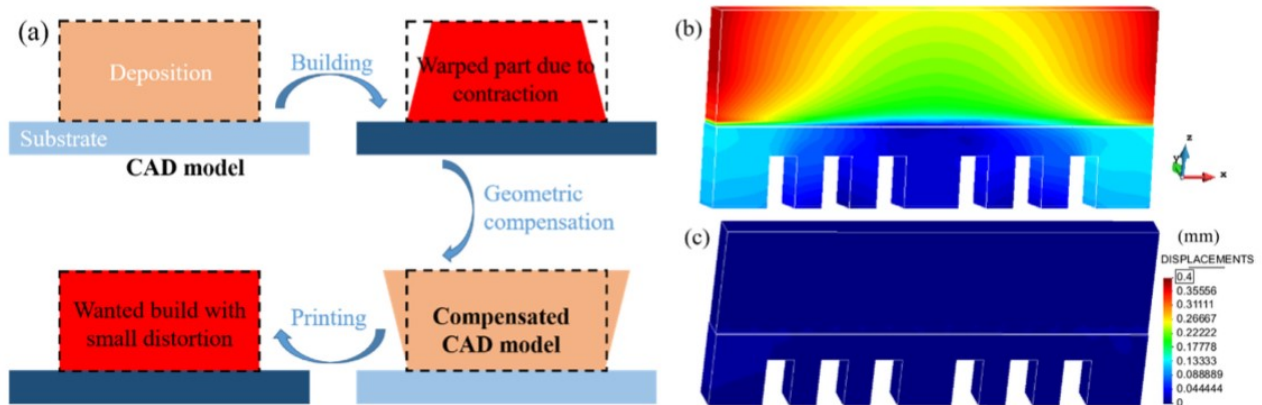 (a)
Deposition
Substrate
CAD model
Building
Warped part due to
contraction
Geometric
compensation
Compensated
CAD model
Printing
Wanted build with
small distortion
(b)
z
x
(c)
(mm)
DISPLACEMENTS
0.4
0.35556
0.31111
0.26667
0.22222
0.17778
0.13333
0.088889
0.044444
0